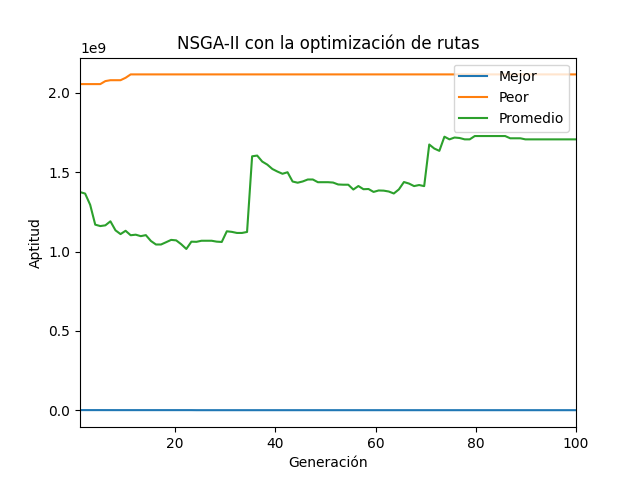 NSGA-II con la optimización de rutas
1e9
2.0
1.5
1.0
0.5
0.0
Aptitud
Mejor
Peor
Promedio
20
40
60
80
100
Generación